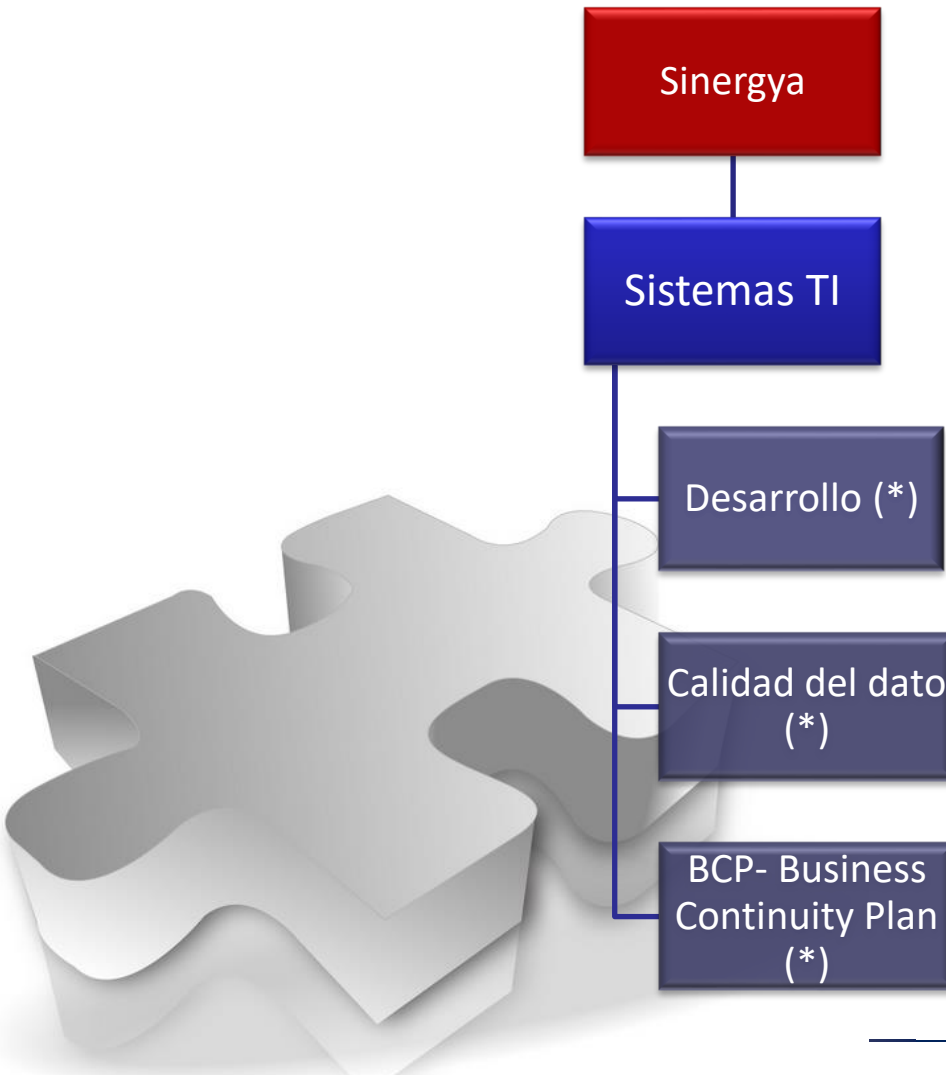 Sinergya
Sistemas TI
Desarrollo (*)
Calidad del dato
(*)
BCP- Business
Continuity Plan
(*)